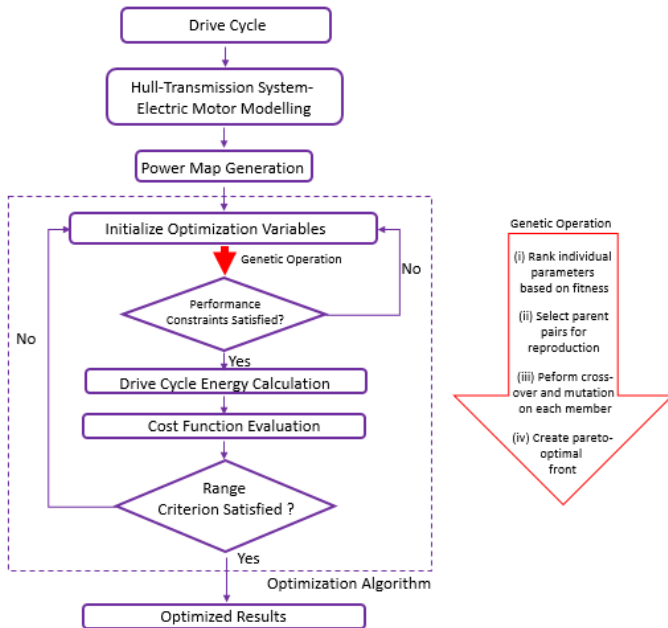 Drive Cycle
Hull-Transmission System-
Electric Motor Modelling
Power Map Generation
Initialize Optimization Variables
Genetic Operation
No
Performance
Constraints Satisfied?
No
Yes
Drive Cycle Energy Calculation
Cost Function Evaluation
Range
Criterion Satisfied ?
Yes
Optimization Algorithm
Optimized Results
Genetic Operation
(i) Rank individual
parameters
based on fitness
(ii) Select parent
pairs for
reproduction
(iii) Peform cross-
over and mutation
on each member
(iv) Create pareto-
optimal
front